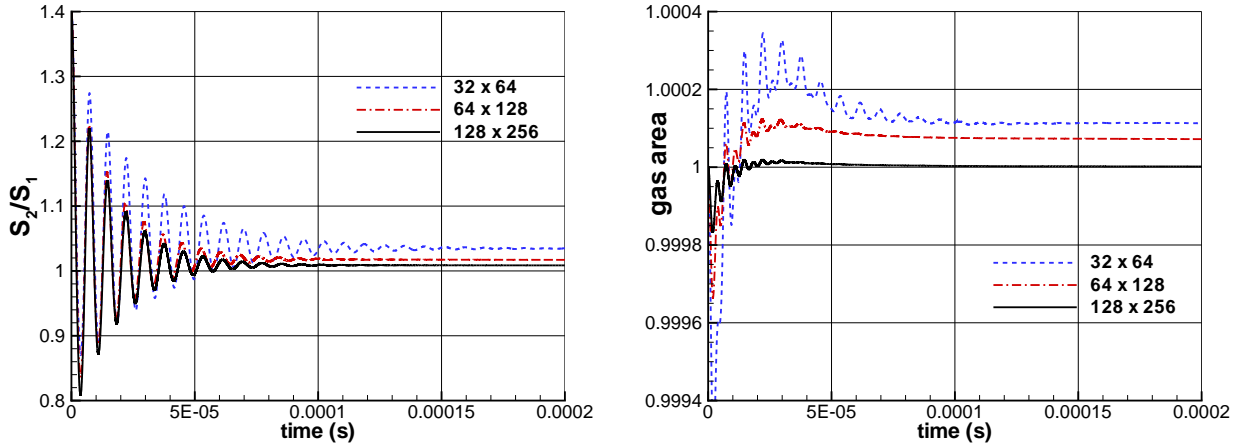 1.4
1.3
1.2
1.1
1
0.9
0.8
S2/S1
32 x 64
64 x 128
128 x 256
0 5E-05 0.0001 0.00015 0.0002
time (s)
1.0004
1.0002
1
0.9998
0.9996
0.9994
gas area
32 x 64
64 x 128
128 x 256
0 5E-05 0.0001 0.00015 0.0002
time (s)